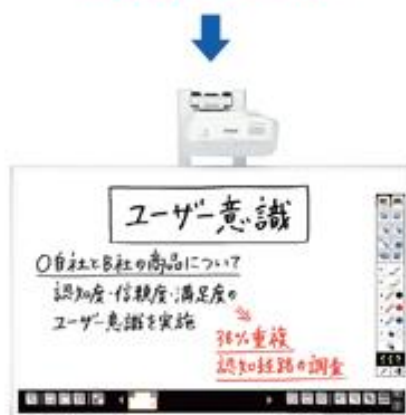 ユーザー意識
○自社とB社の商品について
認知度・信頼度・満足度の
ユーザー意識を実施
38%重複
認知経路の調査